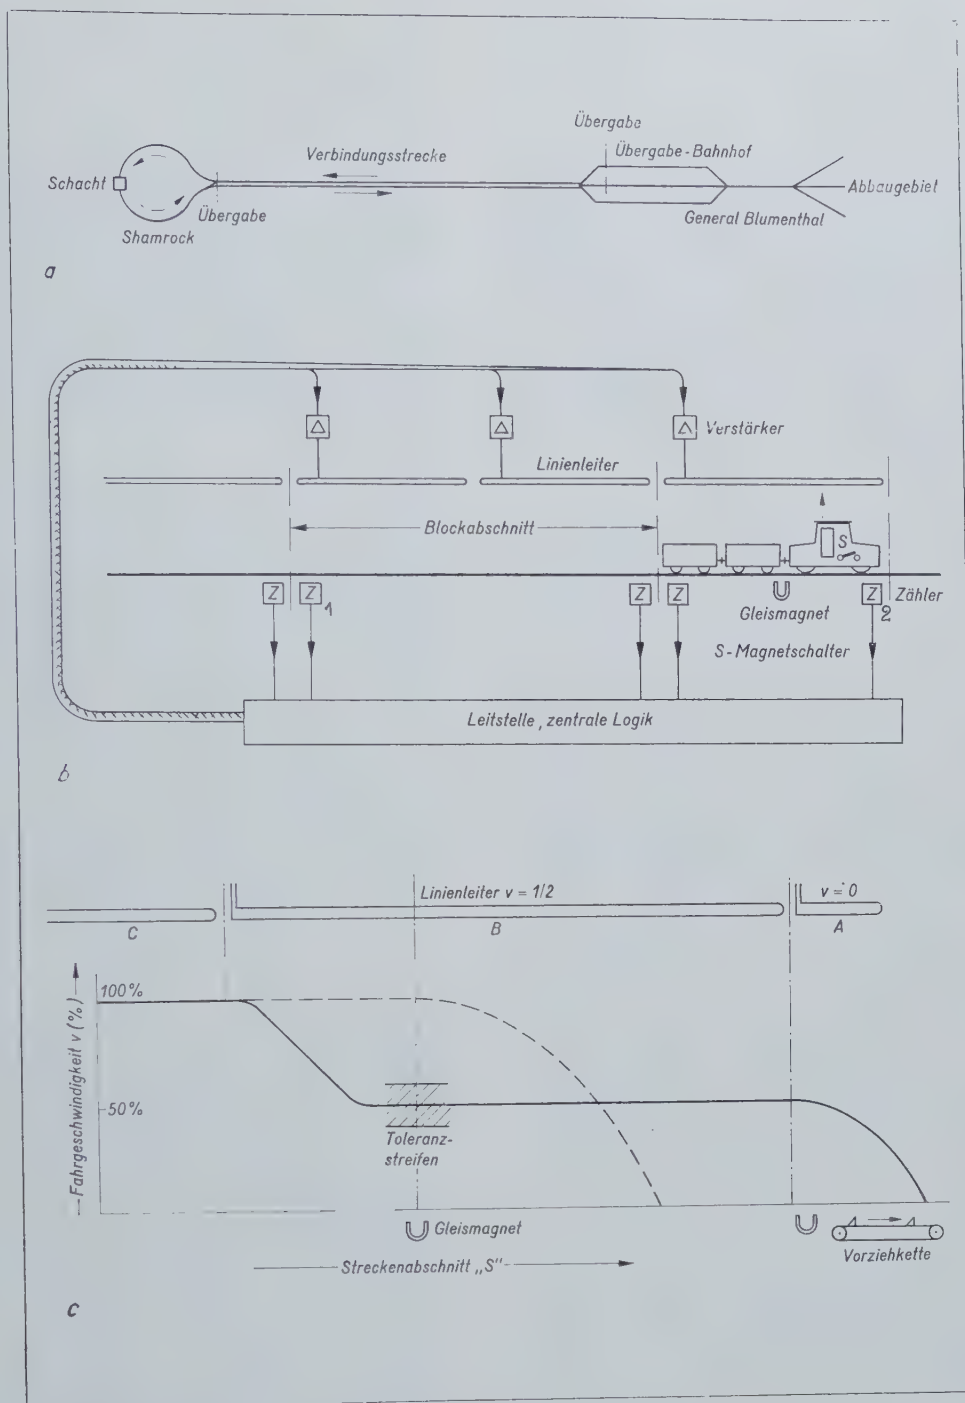 Übergabe
Übergabe-Bahnhof
Verbindungsstrecke
Schacht
Abbaugebiet
Übergabe
General Blumenthal
Shamrock
a
Verstärker
Linienleiter
Blockabschnitt
S
Z
Z
1
Z
Z
Z
2
Zähler
Gleismagnet
S-Magnetschalter
Leitstelle, zentrale Logik
b
Linienleiter v = 1/2
v = 0
C
B
A
Fahrgeschwindigkeit v (%)
100%
50%
Toleranz-
streifen
Gleismagnet
Vorziehkette
Streckenabschnitt „S"
c